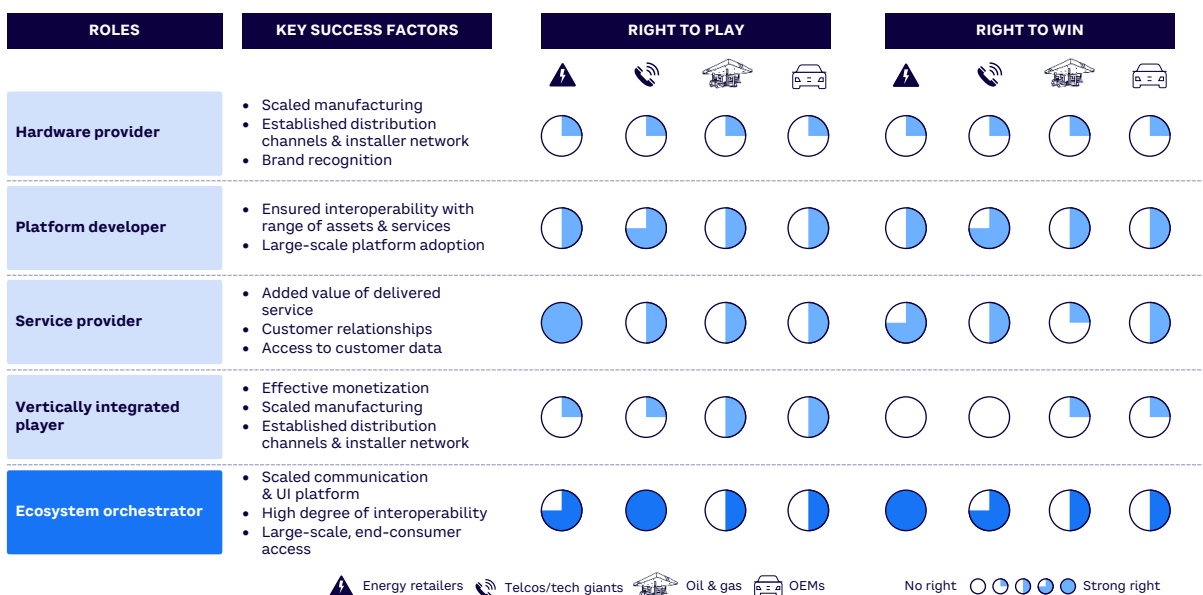 ROLES
KEY SUCCESS FACTORS
RIGHT TO PLAY
RIGHT TO WIN
Hardware provider
• Scaled manufacturing
• Established distribution
channels & installer network
• Brand recognition
Platform developer
• Ensured interoperability with
range of assets & services
• Large-scale platform adoption
Service provider
• Added value of delivered
service
• Customer relationships
• Access to customer data
Vertically integrated
player
• Effective monetization
• Scaled manufacturing
• Established distribution
channels & installer network
Ecosystem orchestrator
• Scaled communication
& UI platform
• High degree of interoperability
• Large-scale, end-consumer
access
Energy retailers
Telcos/tech giants
Oil & gas
OEMs
No right
Strong right